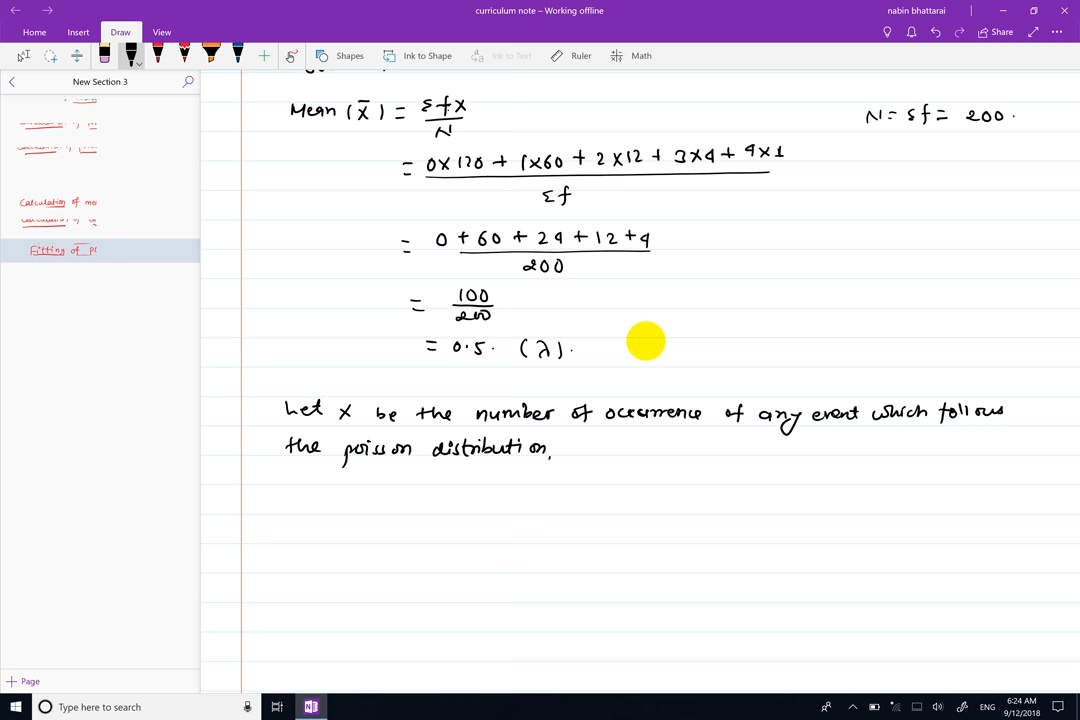 curriculum note – Working offline
nabin bhattarai
Home Insert Draw View
Share
Shapes Ink to Shape Ink to Text Ruler Math
New Section 3
Calculation of me
Fitting of po
Mean (x̄) = Σfx / N
N = Σf = 200.
= 0×120 + 1×60 + 2×12 + 3×4 + 4×1 / Σf
= 0 + 60 + 24 + 12 + 4 / 200
= 100 / 200
= 0.5. (λ).
Let X be the number of occurrence of any event which follows
the poisson distribution,
Page
Type here to search
ENG
6:24 AM
9/12/2018